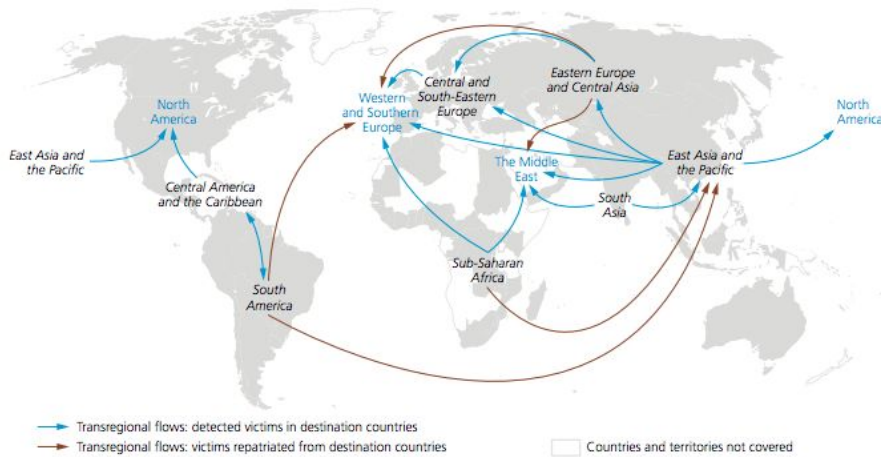 North
America
East Asia and
the Pacific
Central America
and the Caribbean
South
America
Western
and Southern
Europe
Central and
South-Eastern
Europe
Eastern Europe
and Central Asia
The Middle
East
South
Asia
Sub-Saharan
Africa
East Asia and
the Pacific
North
America
Transregional flows: detected victims in destination countries
Transregional flows: victims repatriated from destination countries
Countries and territories not covered